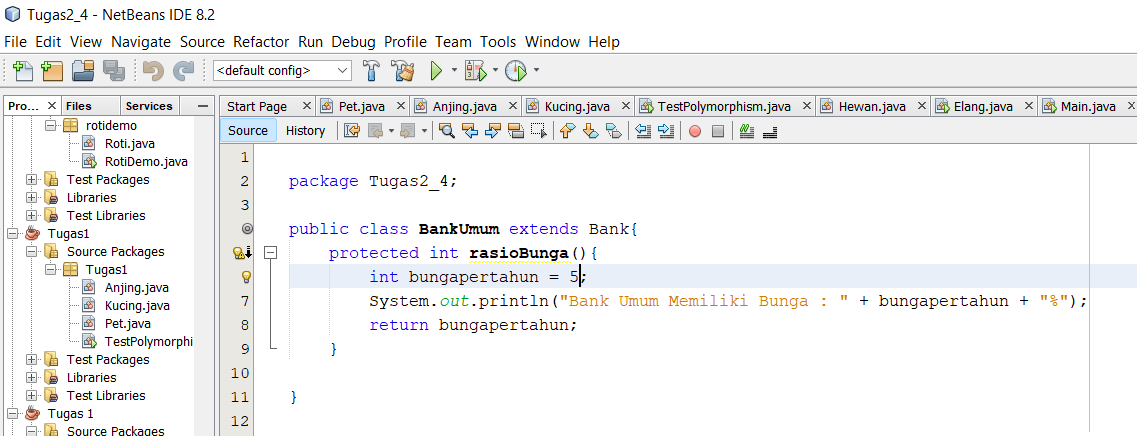 Tugas2_4 - NetBeans IDE 8.2
File Edit View Navigate Source Refactor Run Debug Profile Team Tools Window Help
<default config>
Pro... Files Services
Start Page Pet.java Anjing.java Kucing.java TestPolymorphism.java Hewan.java Elang.java Main.java
Source History
rotidemo
Roti.java
RotiDemo.java
Test Packages
Libraries
Test Libraries
Tugas1
Source Packages
Tugas1
Anjing.java
Kucing.java
Pet.java
TestPolymorphi
Test Packages
Libraries
Test Libraries
Tugas 1
Source Packages
1
2 package Tugas2_4;
3
public class BankUmum extends Bank{
protected int rasioBunga(){
int bungapertahun = 5;
7 System.out.println("Bank Umum Memiliki Bunga : " + bungapertahun + "%");
8 return bungapertahun;
9 }
10
11 }
12